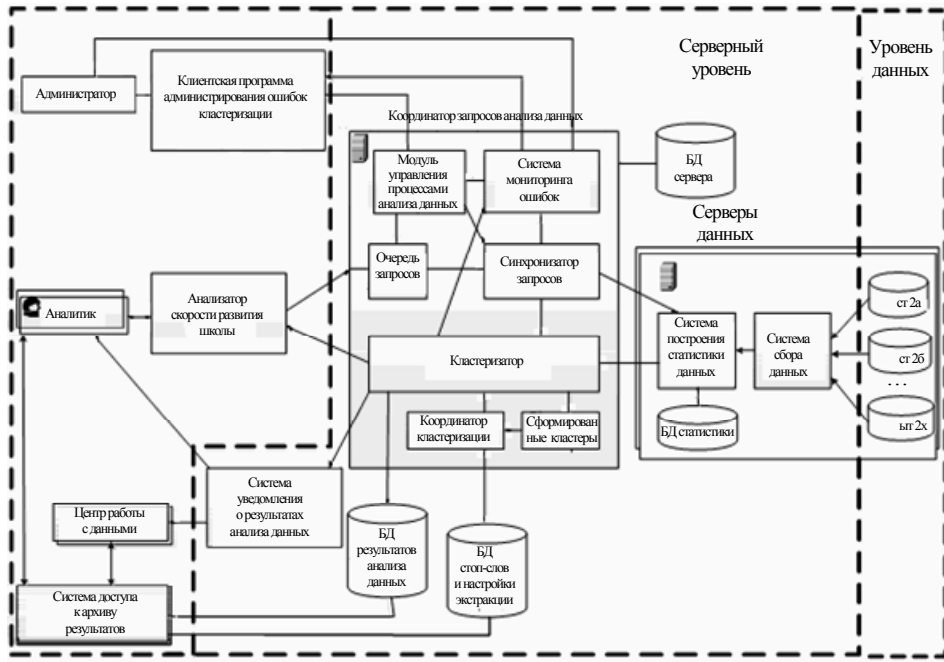 Серверный
уровень
Уровень
данных
Администратор
Клиентская программа
администрирования ошибок
кластеризации
Координатор запросов анализа данных
Модуль
управления
процессами
анализа данных
Система
мониторинга
ошибок
БД
сервера
Серверы
данных
Очередь
запросов
Синхронизатор
запросов
Аналитик
Анализатор
скорости развития
школы
Кластеризатор
Система
построения
статистики
данных
Система
сбора
данных
ст 2а
ст 2б
...
ыт 2х
БД статистики
Координатор
кластеризации
Сформирован
ные кластеры
Система
уведомления
о результатах
анализа данных
Центр работы
с данными
БД
результатов
анализа
данных
БД
стоп-слов
и настройки
экстракции
Система доступа
к архиву
результатов